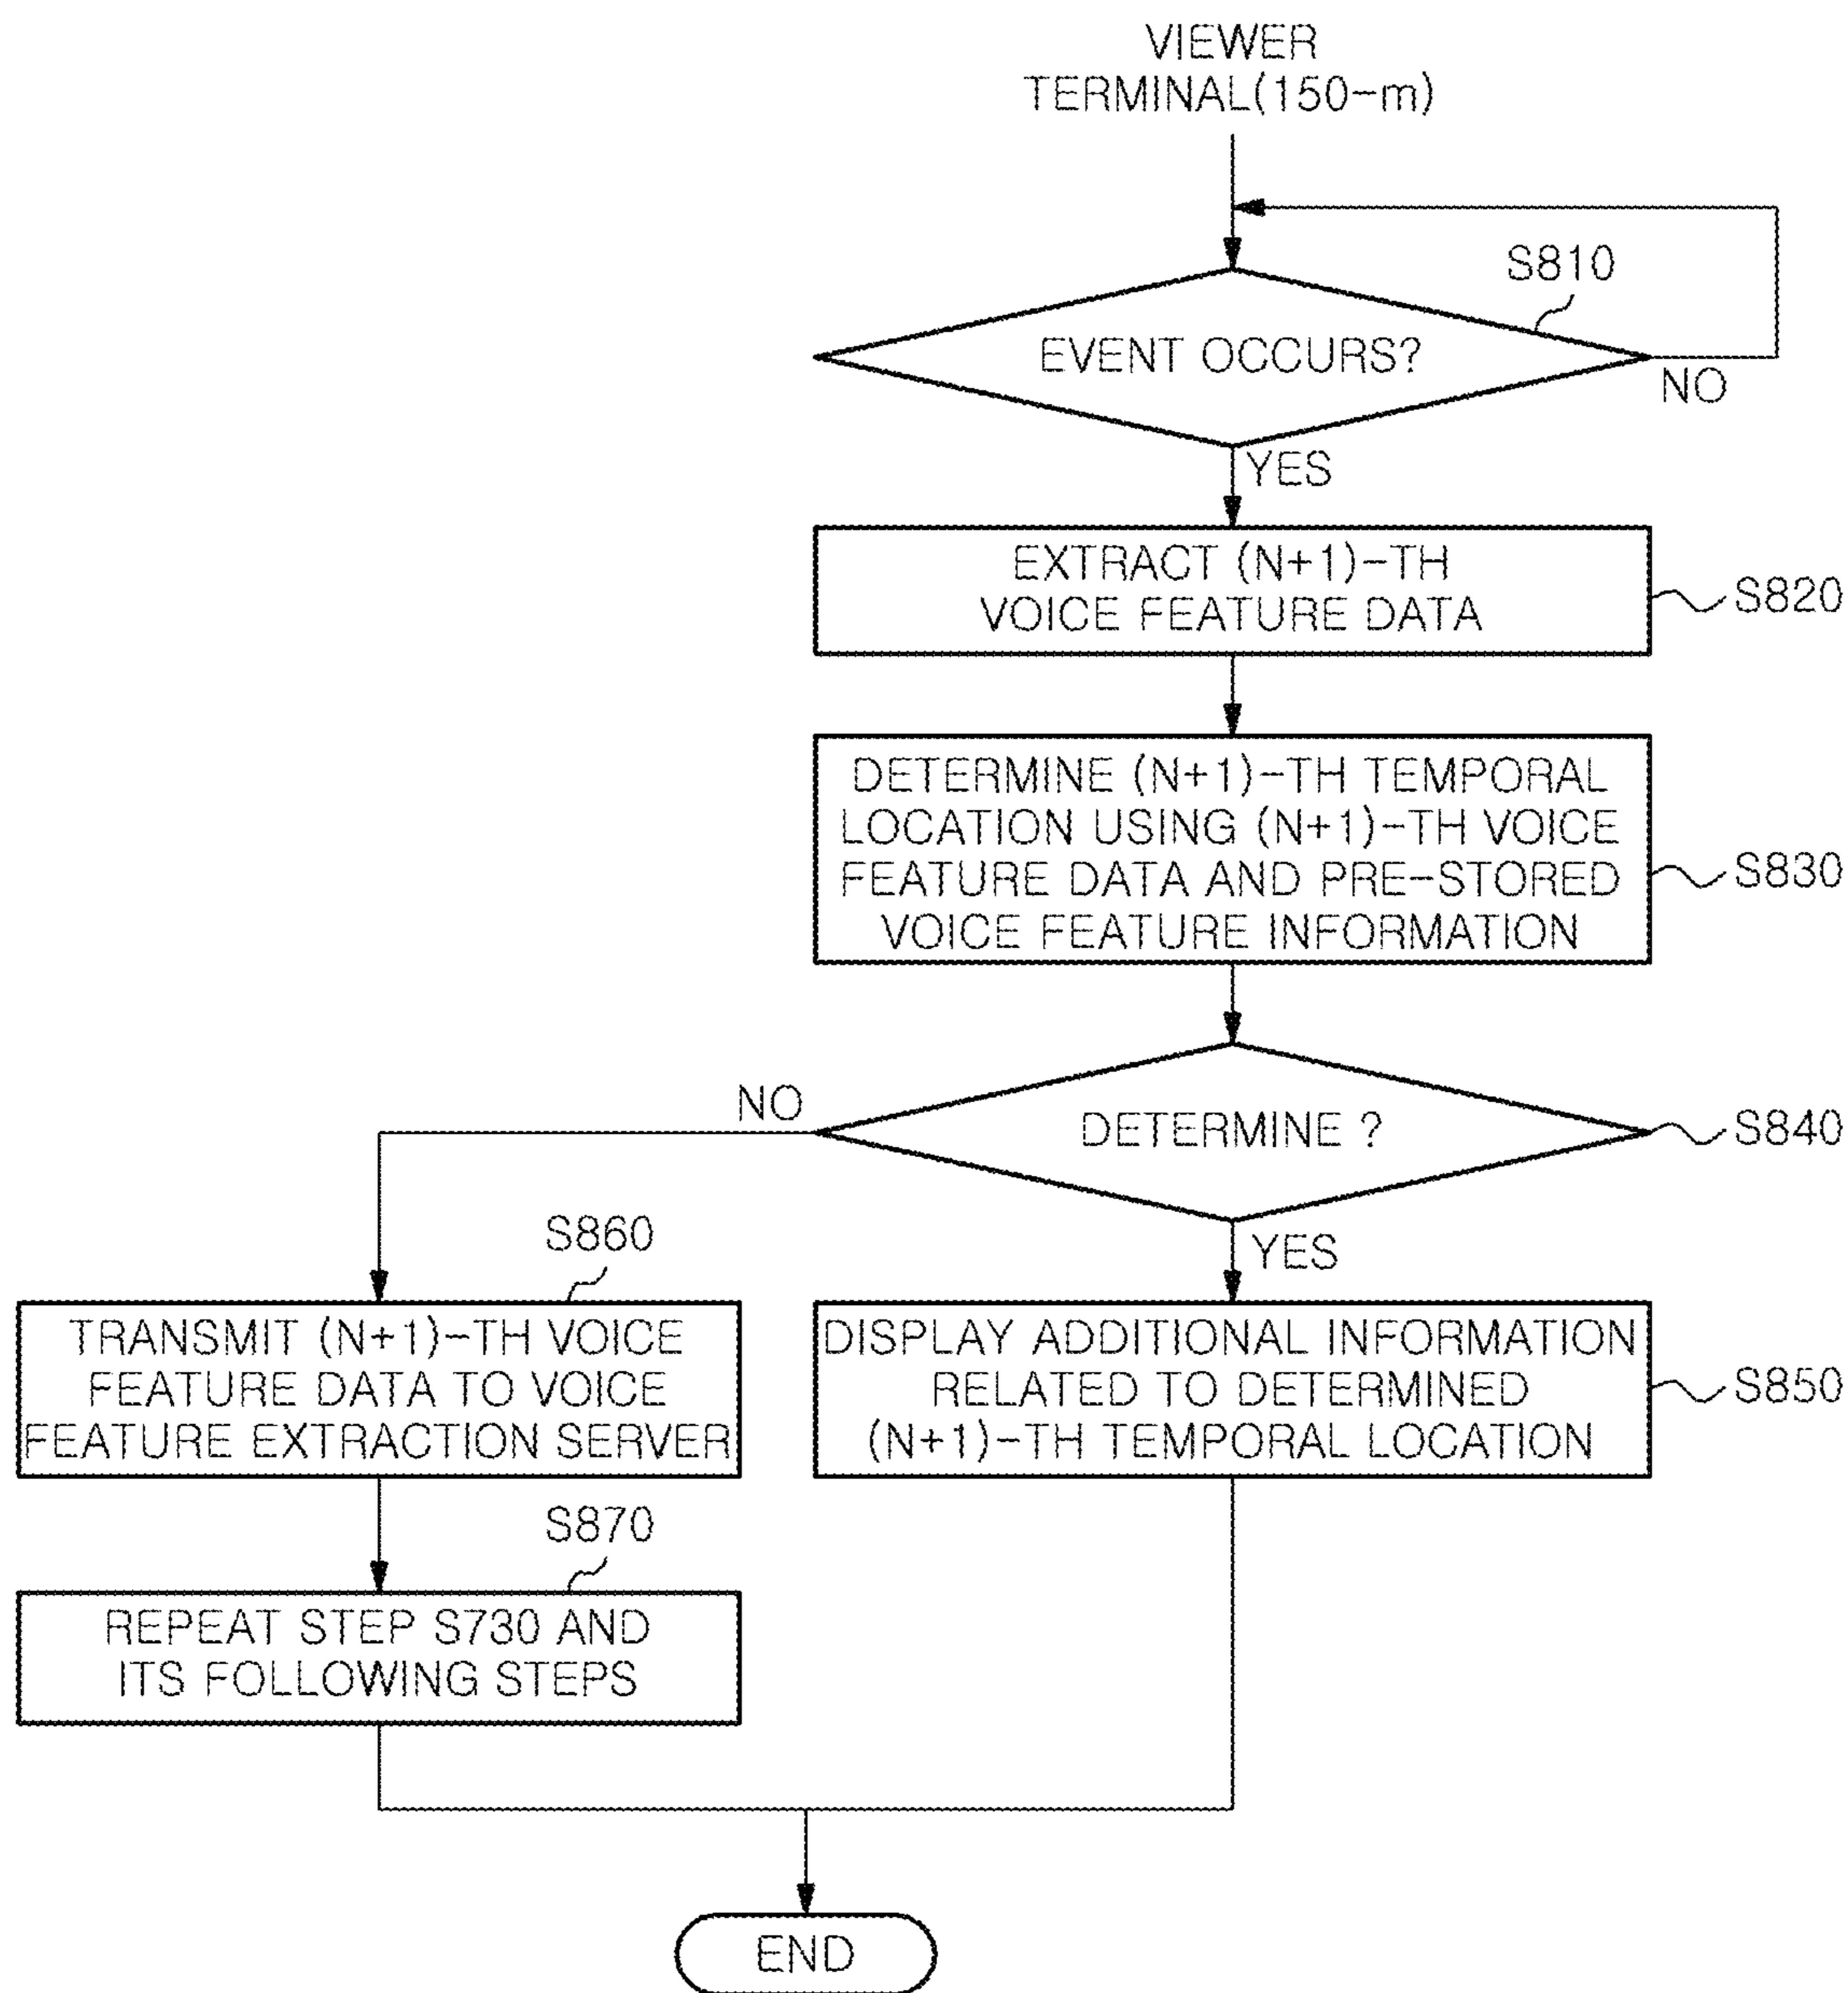 VIEWER
TERMINAL(150-m)
S810
EVENT OCCURS?
NO
YES
EXTRACT (N+1)-TH
VOICE FEATURE DATA
S820
DETERMINE (N+1)-TH TEMPORAL
LOCATION USING (N+1)-TH VOICE
FEATURE DATA AND PRE-STORED
VOICE FEATURE INFORMATION
S830
NO
DETERMINE ?
S840
YES
S860
TRANSMIT (N+1)-TH VOICE
FEATURE DATA TO VOICE
FEATURE EXTRACTION SERVER
DISPLAY ADDITIONAL INFORMATION
RELATED TO DETERMINED
(N+1)-TH TEMPORAL LOCATION
S850
S870
REPEAT STEP S730 AND
ITS FOLLOWING STEPS
END